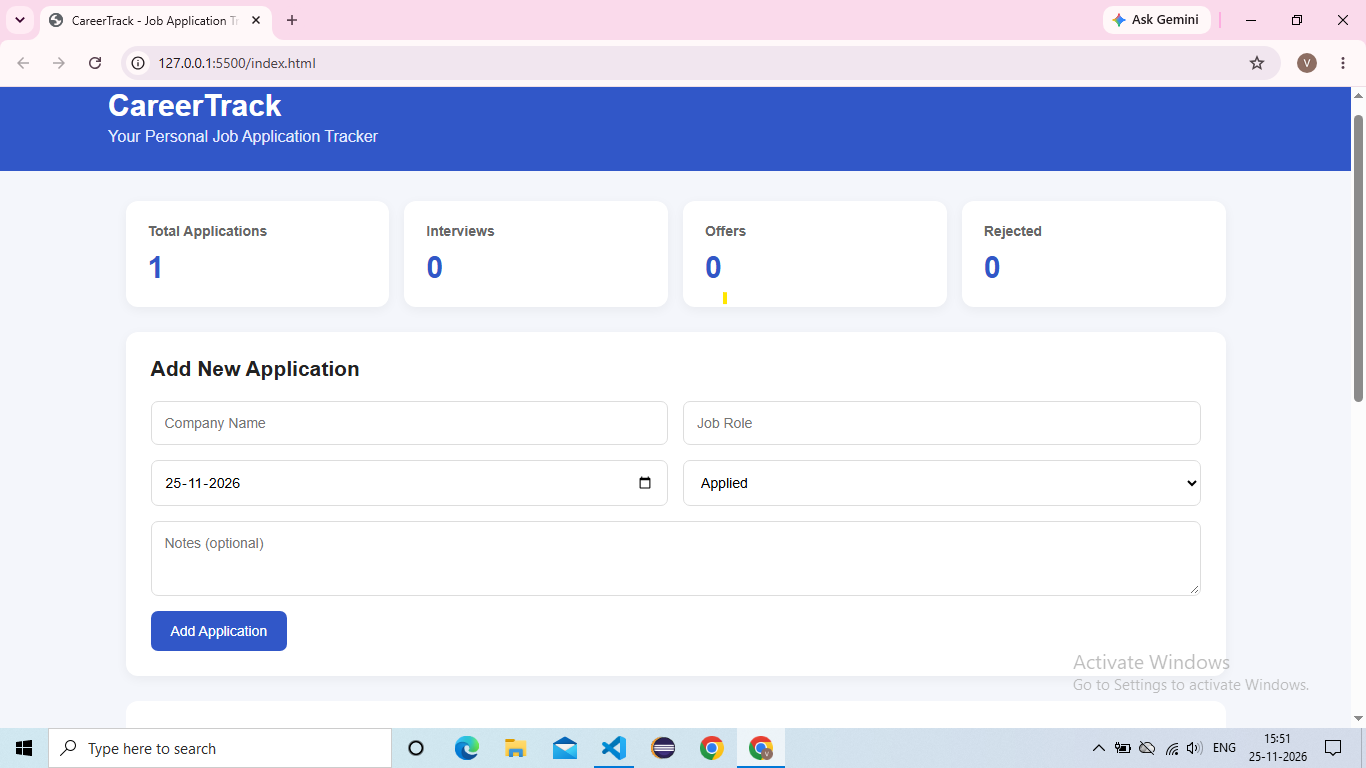 CareerTrack - Job Application T
Ask Gemini
127.0.0.1:5500/index.html
V
CareerTrack
Your Personal Job Application Tracker
Total Applications
1
Interviews
0
Offers
0
Rejected
0
Add New Application
Company Name
Job Role
25-11-2026
Applied
Notes (optional)
Add Application
Activate Windows
Go to Settings to activate Windows.
Type here to search
ENG
15:51
25-11-2026